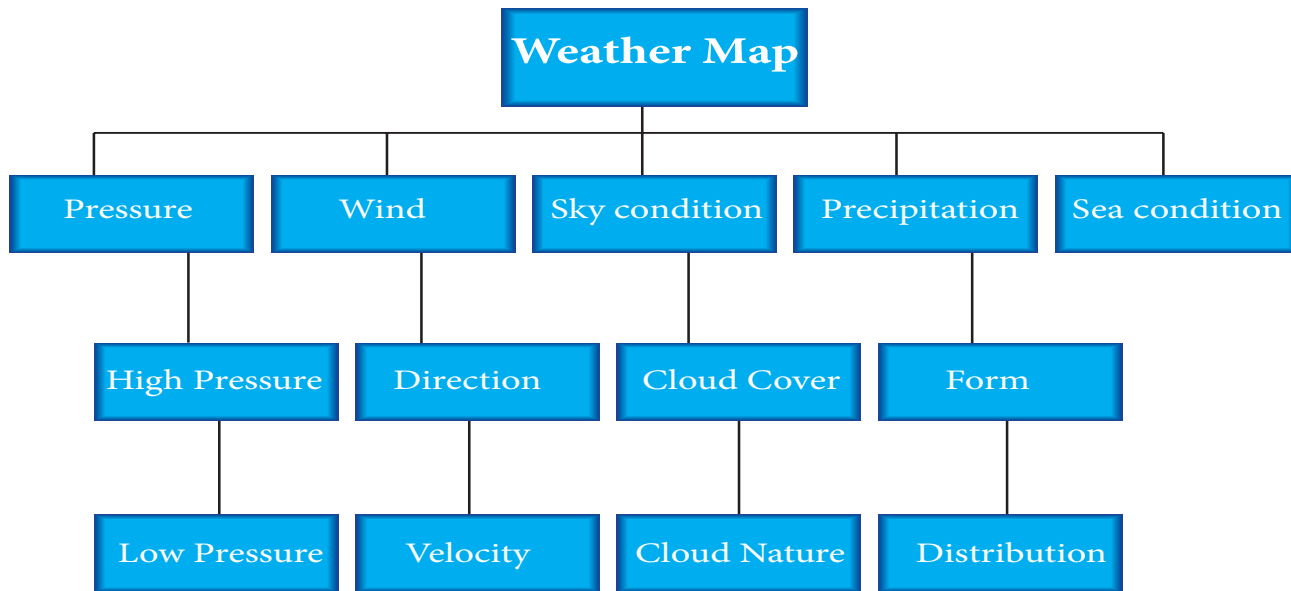 Weather Map
Pressure
Wind
Sky condition
Precipitation
Sea condition
High Pressure
Direction
Cloud Cover
Form
Low Pressure
Velocity
Cloud Nature
Distribution